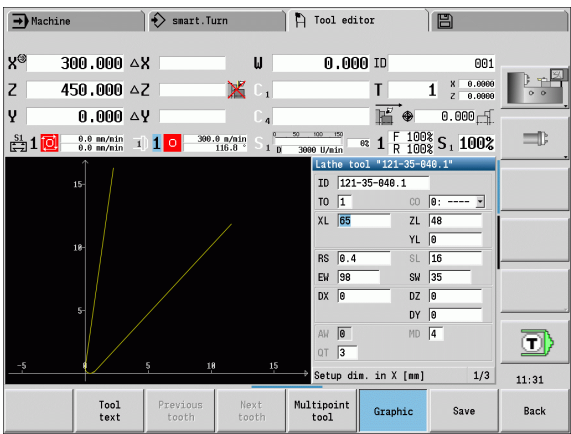 Machine
smart.Turn
Tool editor
X 300.000 ΔX W 0.000 ID 001
Z 450.000 ΔZ C 1 T 1 X 0.0000
Z 0.0000
Y 0.000 ΔY C 4 0.000
S1 1 0.0 mm/min
0.0 mm/min
1 1 300.0 m/min
116.0 °
S 1 0 50 100 150 0%
D 3000 U/min
1 F 100%
R 100%
S 1 100%
Lathe tool "121-35-040.1"
ID 121-35-040.1
TO 1 CO 0: ----
XL 65 ZL 48
YL 0
RS 0.4 SL 16
EW 98 SW 35
DX 0 DZ 0
DY 0
AW 0 MD 4
QT 3
Setup dim. in X [mm] 1/3
15
10
5
-5 0 5 10 15
T
11:31
Tool text
Previous tooth
Next tooth
Multipoint tool
Graphic
Save
Back